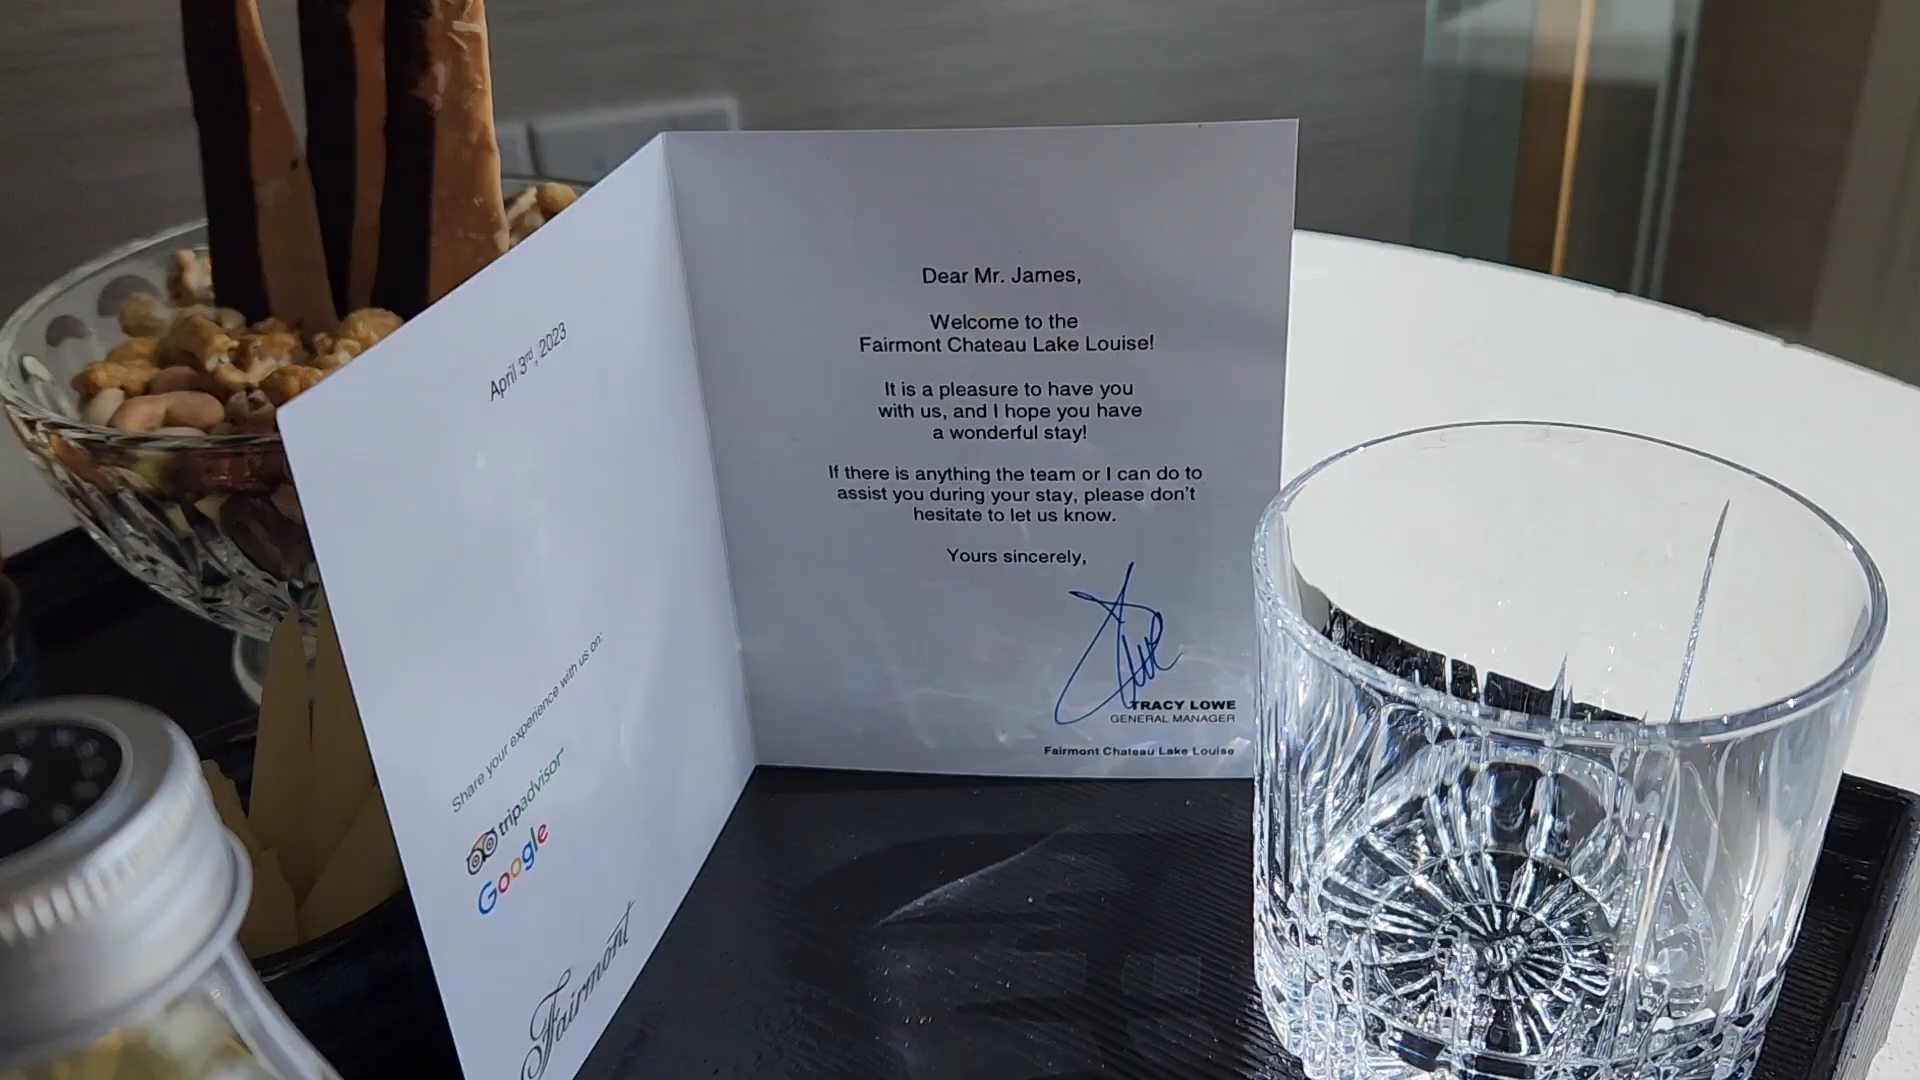 April 3rd, 2023
Share your experience with us on:
tripadvisor
Google
Fairmont
Dear Mr. James,
Welcome to the
Fairmont Chateau Lake Louise!
It is a pleasure to have you
with us, and I hope you have
a wonderful stay!
If there is anything the team or I can do to
assist you during your stay, please don't
hesitate to let us know.
Yours sincerely,
TRACY LOWE
GENERAL MANAGER
Fairmont Chateau Lake Louise